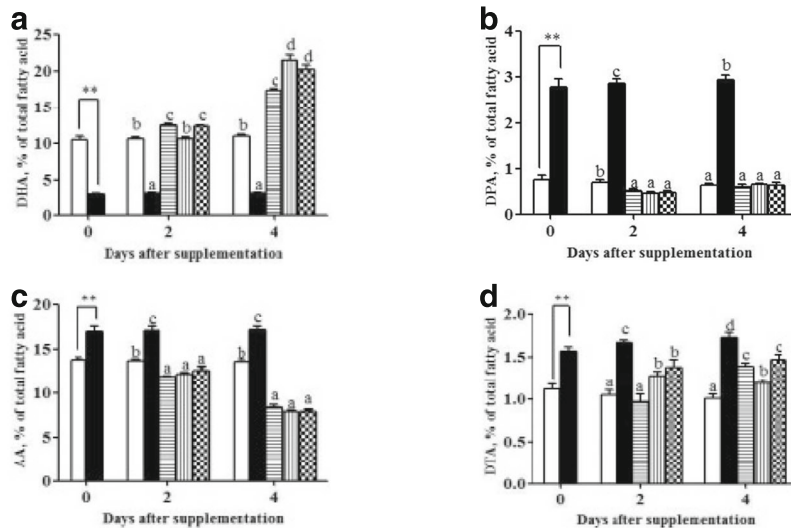 a
DHA, % of total fatty acid
25
20
15
10
5
0
**
b
a
c
b
c
b
a
c
d
d
0 2 4
Days after supplementation
b
DPA, % of total fatty acid
4
3
2
1
0
**
b
c
a
a
a
a
b
a
a
a
0 2 4
Days after supplementation
c
AA, % of total fatty acid
20
15
10
5
0
**
b
c
a
a
a
b
c
a
a
a
0 2 4
Days after supplementation
d
DTA, % of total fatty acid
2.0
1.5
1.0
0.5
0.0
**
a
c
a
b
b
a
d
c
b
c
0 2 4
Days after supplementation